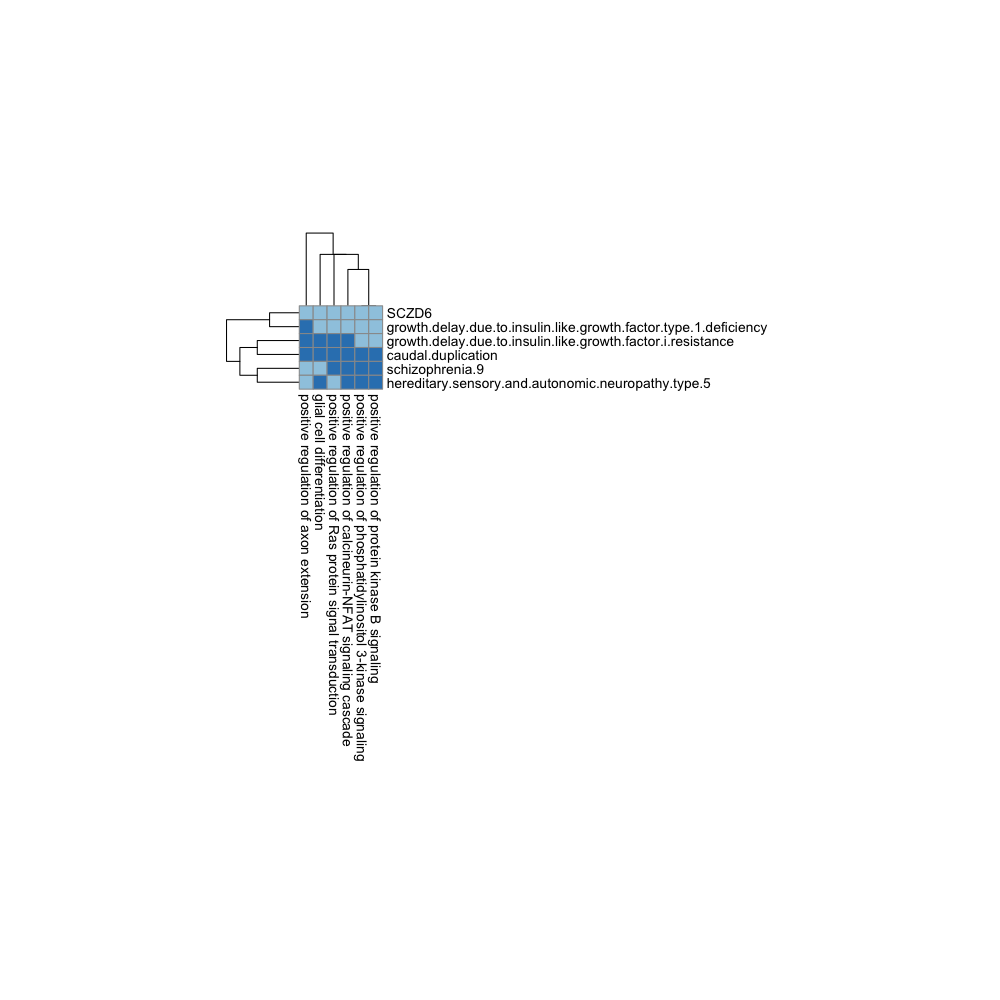 SCZD6
growth.delay.due.to.insulin.like.growth.factor.type.1.deficiency
growth.delay.due.to.insulin.like.growth.factor.i.resistance
caudal.duplication
schizophrenia.9
hereditary.sensory.and.autonomic.neuropathy.type.5
positive regulation of axon extension
glial cell differentiation
positive regulation of Ras protein signal transduction
positive regulation of calcineurin-NFAT signaling cascade
positive regulation of phosphatidylinositol 3-kinase signaling
positive regulation of protein kinase B signaling